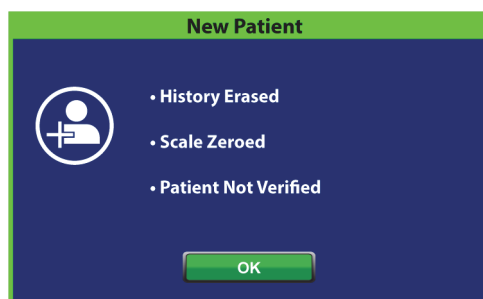 New Patient
• History Erased
• Scale Zeroed
• Patient Not Verified
OK